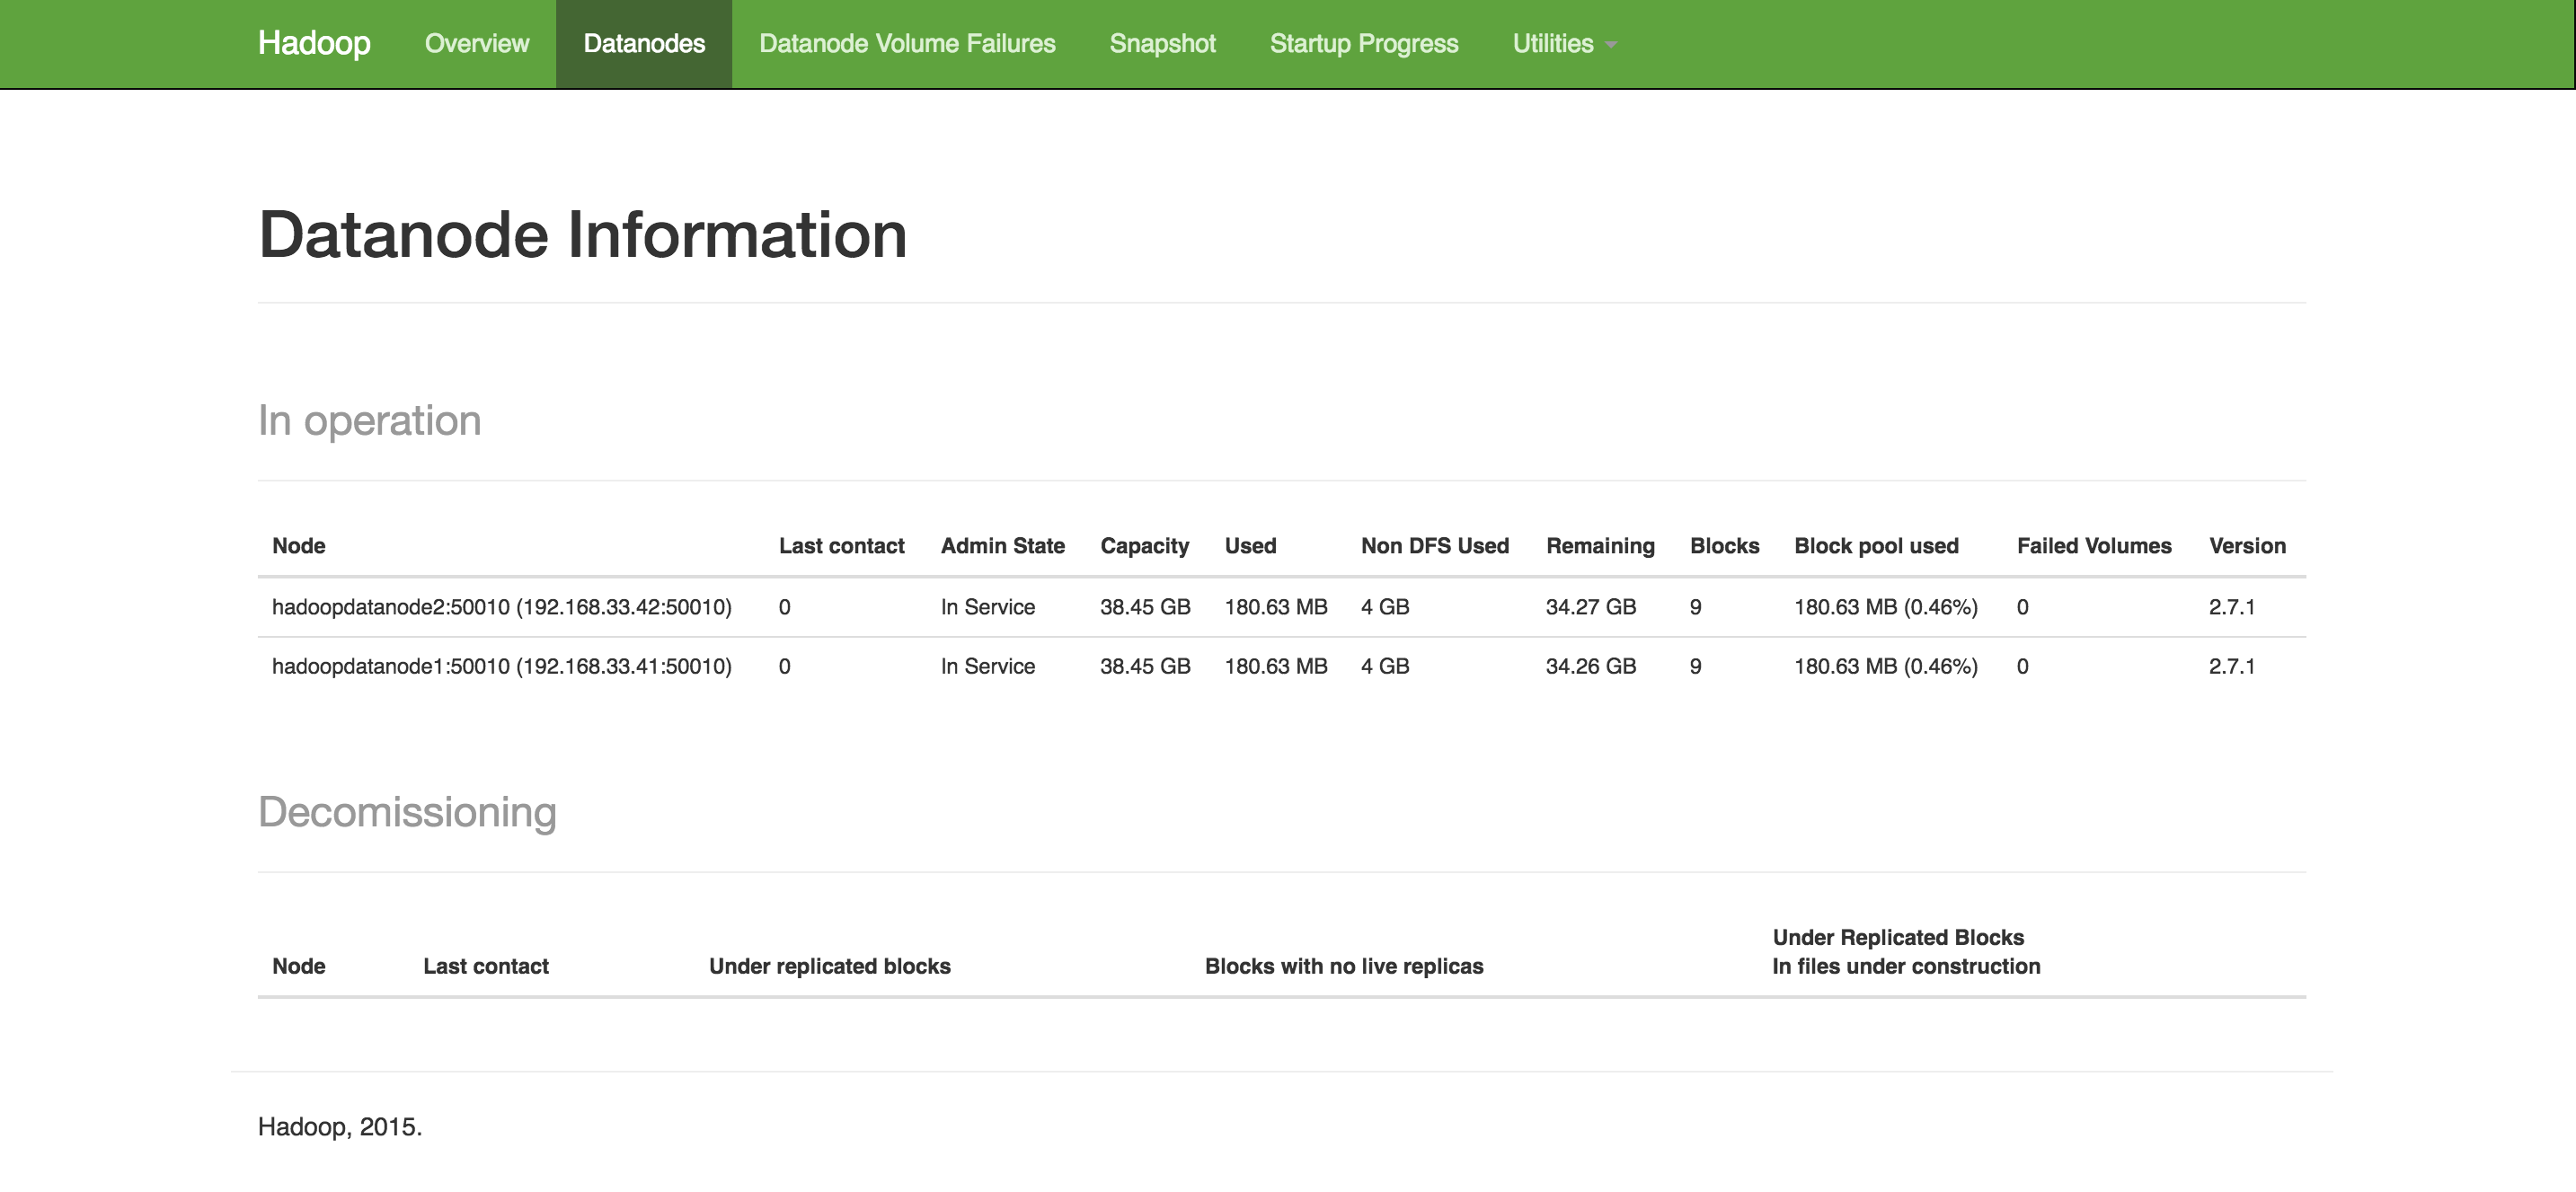 Hadoop Overview Datanodes Datanode Volume Failures Snapshot Startup Progress Utilities
Datanode Information
In operation
Node Last contact Admin State Capacity Used Non DFS Used Remaining Blocks Block pool used Failed Volumes Version
hadoopdatanode2:50010 (192.168.33.42:50010) 0 In Service 38.45 GB 180.63 MB 4 GB 34.27 GB 9 180.63 MB (0.46%) 0 2.7.1
hadoopdatanode1:50010 (192.168.33.41:50010) 0 In Service 38.45 GB 180.63 MB 4 GB 34.26 GB 9 180.63 MB (0.46%) 0 2.7.1
Decomissioning
Node Last contact Under replicated blocks Blocks with no live replicas Under Replicated Blocks
In files under construction
Hadoop, 2015.